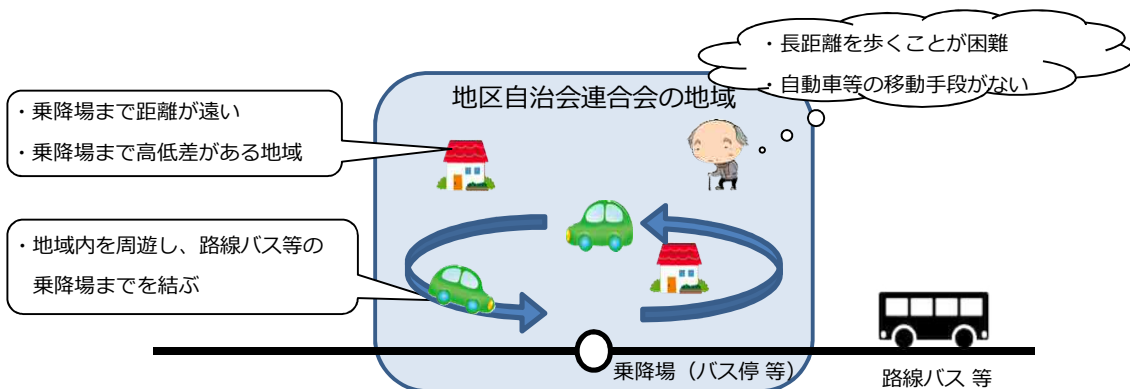 ・長距離を歩くことが困難
・自動車等の移動手段がない
地区自治会連合会の地域
・乗降場まで距離が遠い
・乗降場まで高低差がある地域
・地域内を周遊し、路線バス等の
乗降場までを結ぶ
乗降場（バス停 等）
路線バス 等